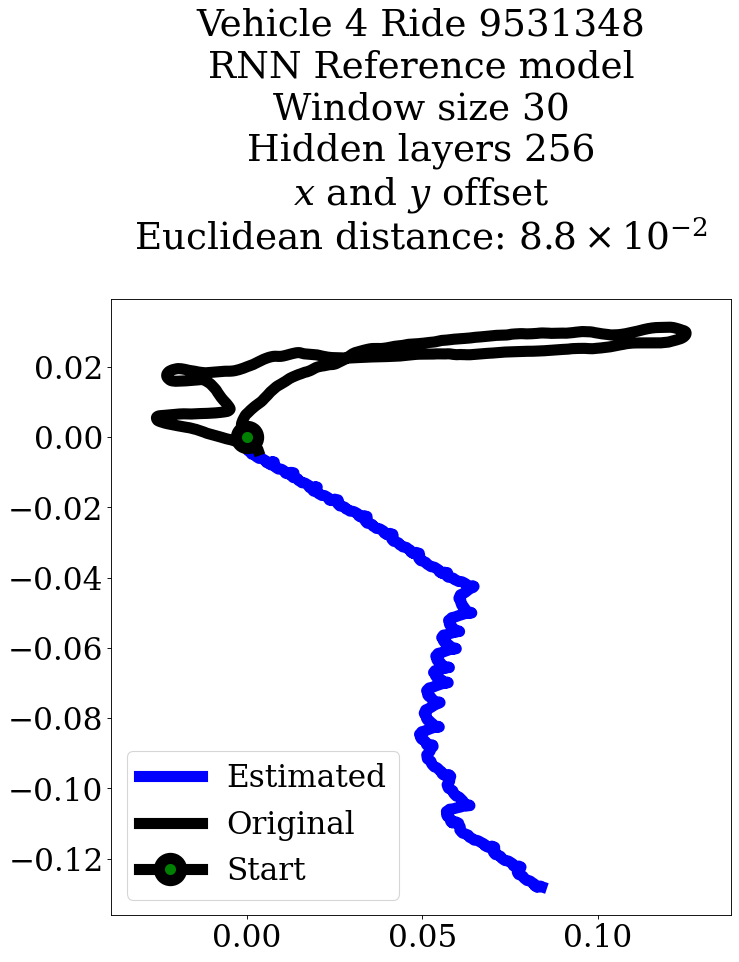 Vehicle 4 Ride 9531348
RNN Reference model
Window size 30
Hidden layers 256
x and y offset
Euclidean distance: 8.8 × 10⁻²
0.02
0.00
−0.02
−0.04
−0.06
−0.08
−0.10
−0.12
Estimated
Original
Start
0.00 0.05 0.10